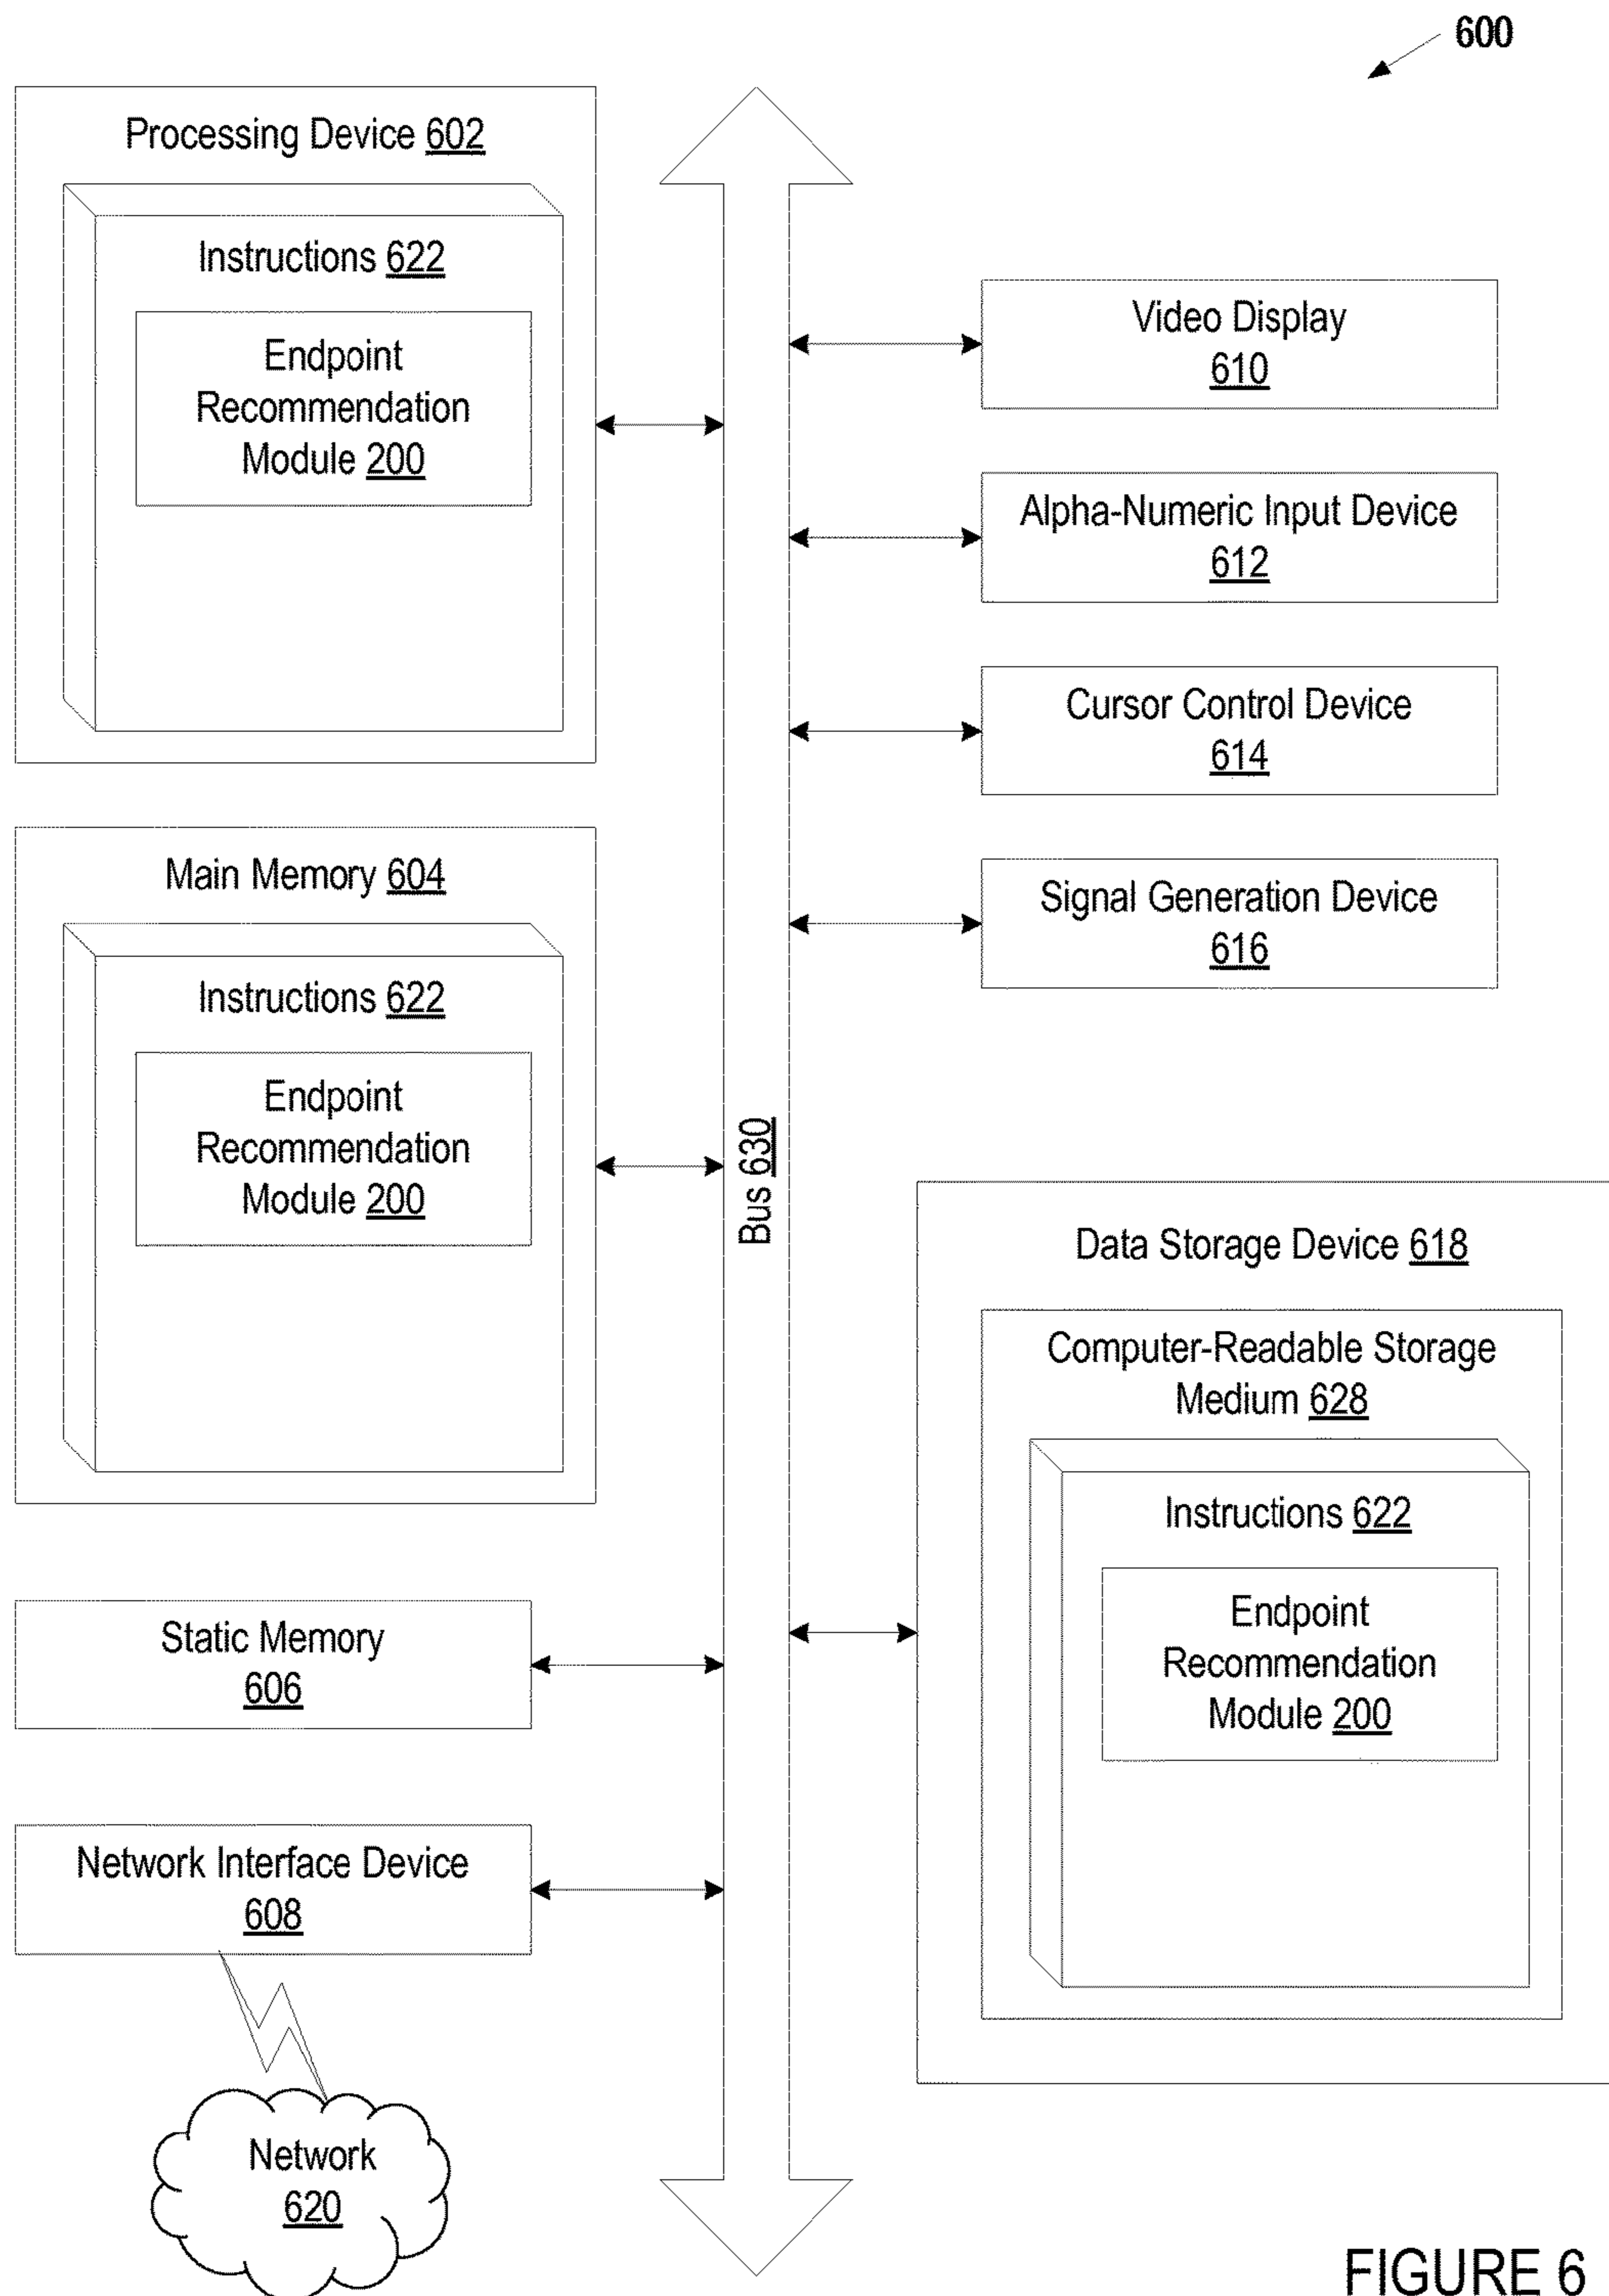 600
Processing Device 602
Instructions 622
Endpoint
Recommendation
Module 200
Main Memory 604
Instructions 622
Endpoint
Recommendation
Module 200
Static Memory
606
Network Interface Device
608
Network
620
Bus 630
Video Display
610
Alpha-Numeric Input Device
612
Cursor Control Device
614
Signal Generation Device
616
Data Storage Device 618
Computer-Readable Storage
Medium 628
Instructions 622
Endpoint
Recommendation
Module 200
FIGURE 6